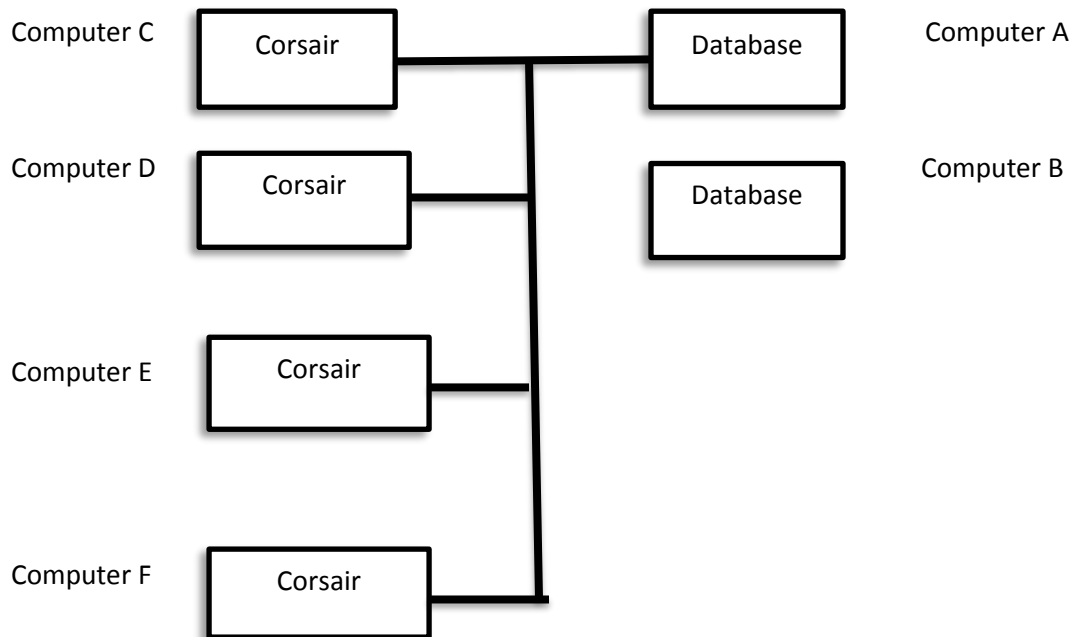 Computer C
Corsair
Database
Computer A
Computer D
Corsair
Database
Computer B
Computer E
Corsair
Computer F
Corsair